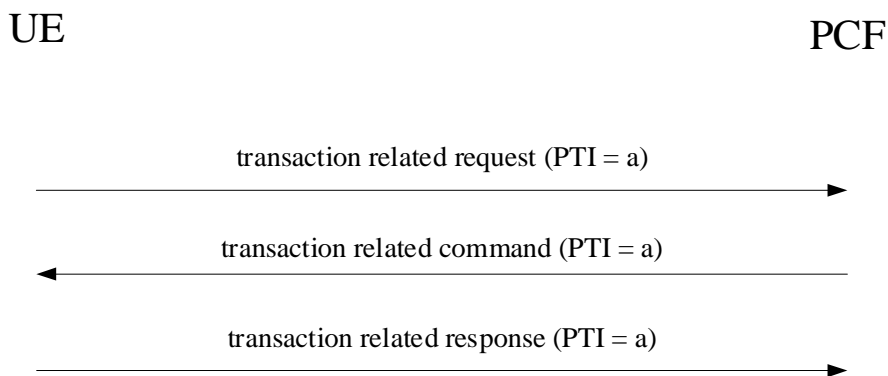 UE
PCF
transaction related request (PTI = a)
transaction related command (PTI = a)
transaction related response (PTI = a)